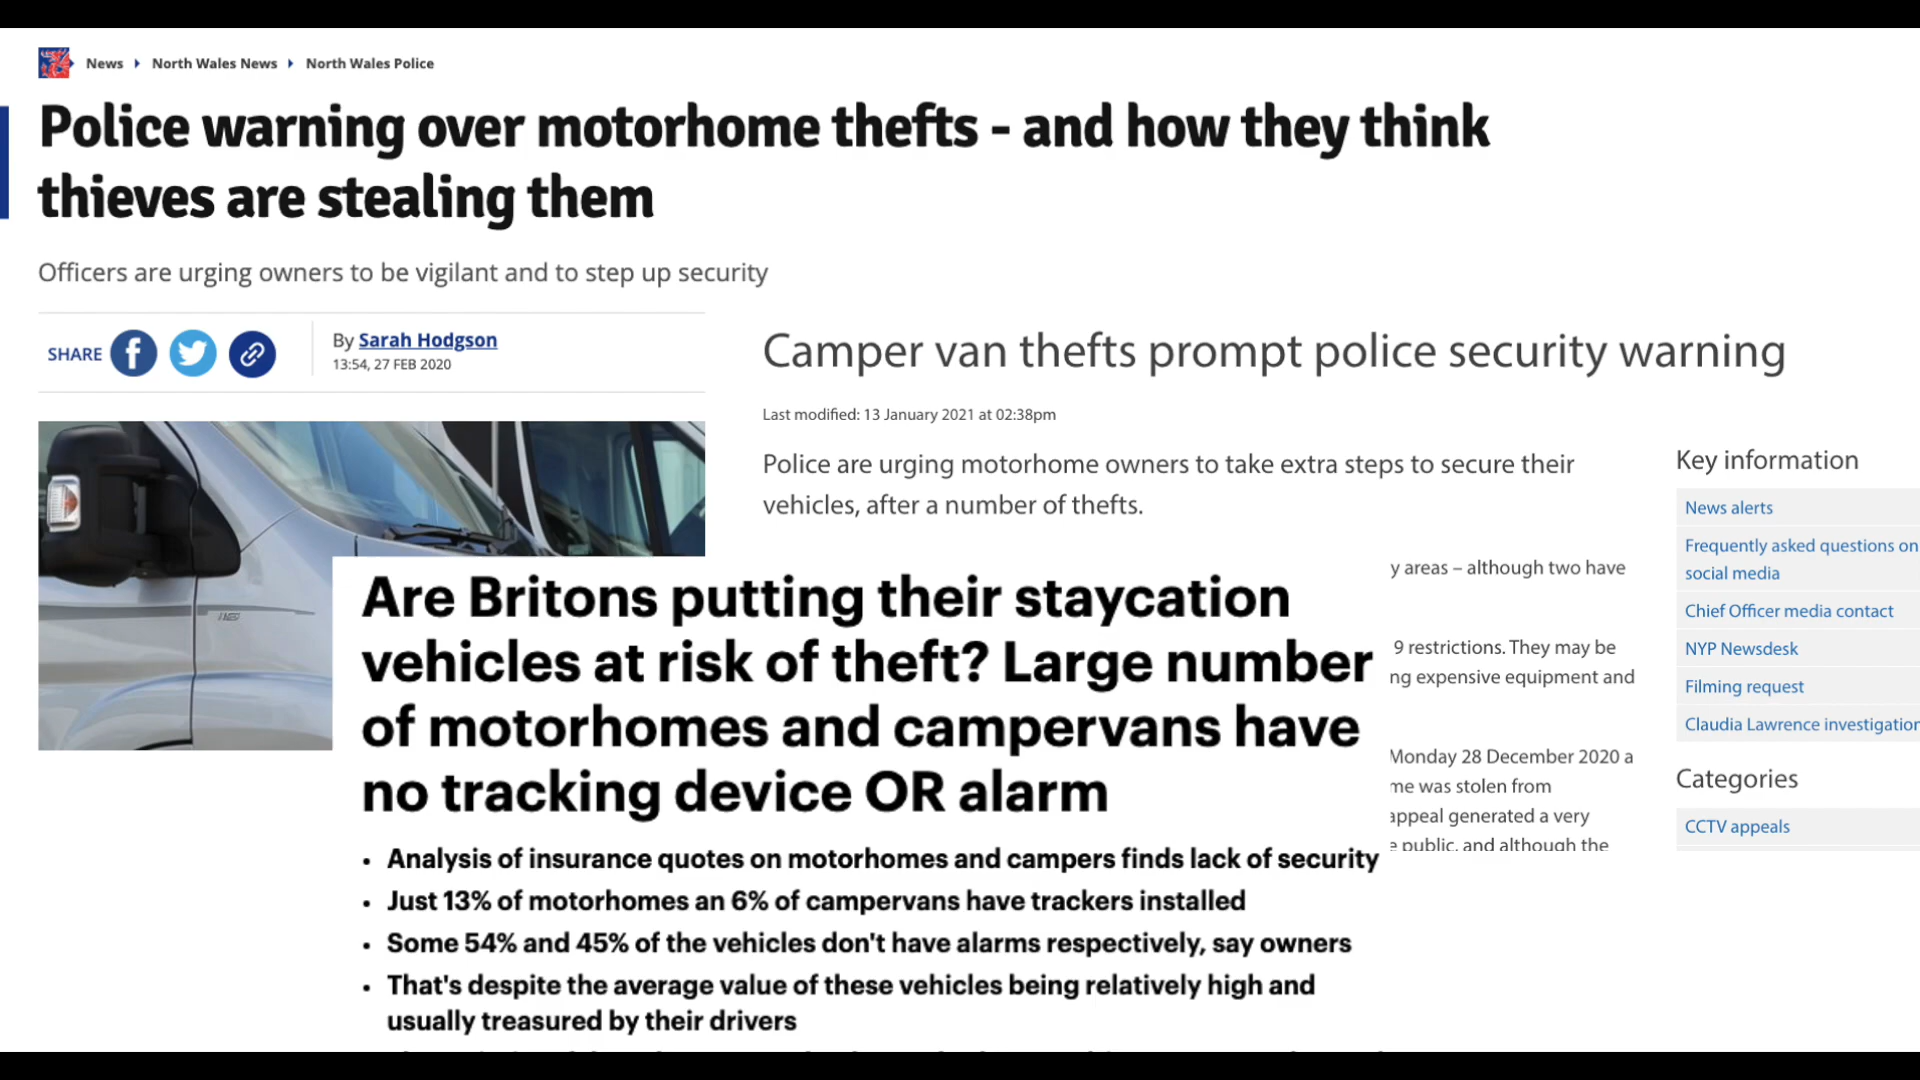 News North Wales News North Wales Police
Police warning over motorhome thefts - and how they think
thieves are stealing them
Officers are urging owners to be vigilant and to step up security
SHARE
By Sarah Hodgson
13:54, 27 FEB 2020
Camper van thefts prompt police security warning
Last modified: 13 January 2021 at 02:38pm
Police are urging motorhome owners to take extra steps to secure their
vehicles, after a number of thefts.
y areas – although two have
9 restrictions. They may be
ng expensive equipment and
Monday 28 December 2020 a
me was stolen from
appeal generated a very
e public, and although the
Key information
News alerts
Frequently asked questions on
social media
Chief Officer media contact
NYP Newsdesk
Filming request
Claudia Lawrence investigation
Categories
CCTV appeals
Are Britons putting their staycation
vehicles at risk of theft? Large number
of motorhomes and campervans have
no tracking device OR alarm
• Analysis of insurance quotes on motorhomes and campers finds lack of security
• Just 13% of motorhomes an 6% of campervans have trackers installed
• Some 54% and 45% of the vehicles don't have alarms respectively, say owners
• That's despite the average value of these vehicles being relatively high and
usually treasured by their drivers